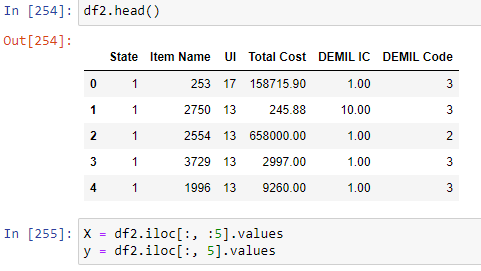 In [254]: df2.head()
Out[254]:
State Item Name UI Total Cost DEMIL IC DEMIL Code
0 1 253 17 158715.90 1.00 3
1 1 2750 13 245.88 10.00 3
2 1 2554 13 658000.00 1.00 2
3 1 3729 13 2997.00 1.00 3
4 1 1996 13 9260.00 1.00 3
In [255]: X = df2.iloc[:, :5].values
y = df2.iloc[:, 5].values